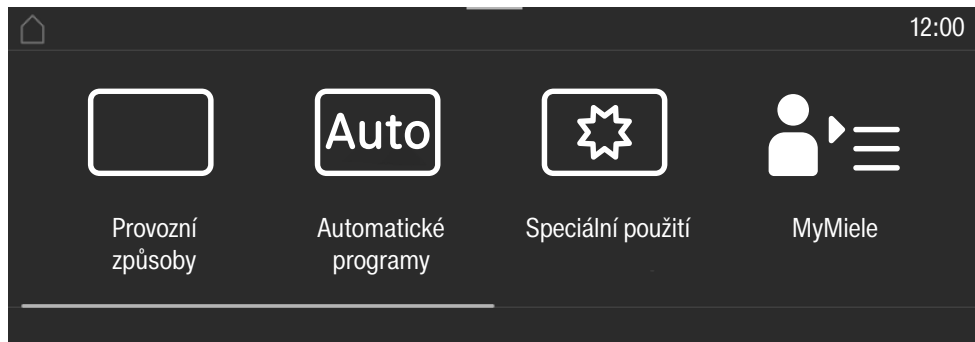 12:00
Auto
Provozní
způsoby
Automatické
programy
Speciální použití
MyMiele